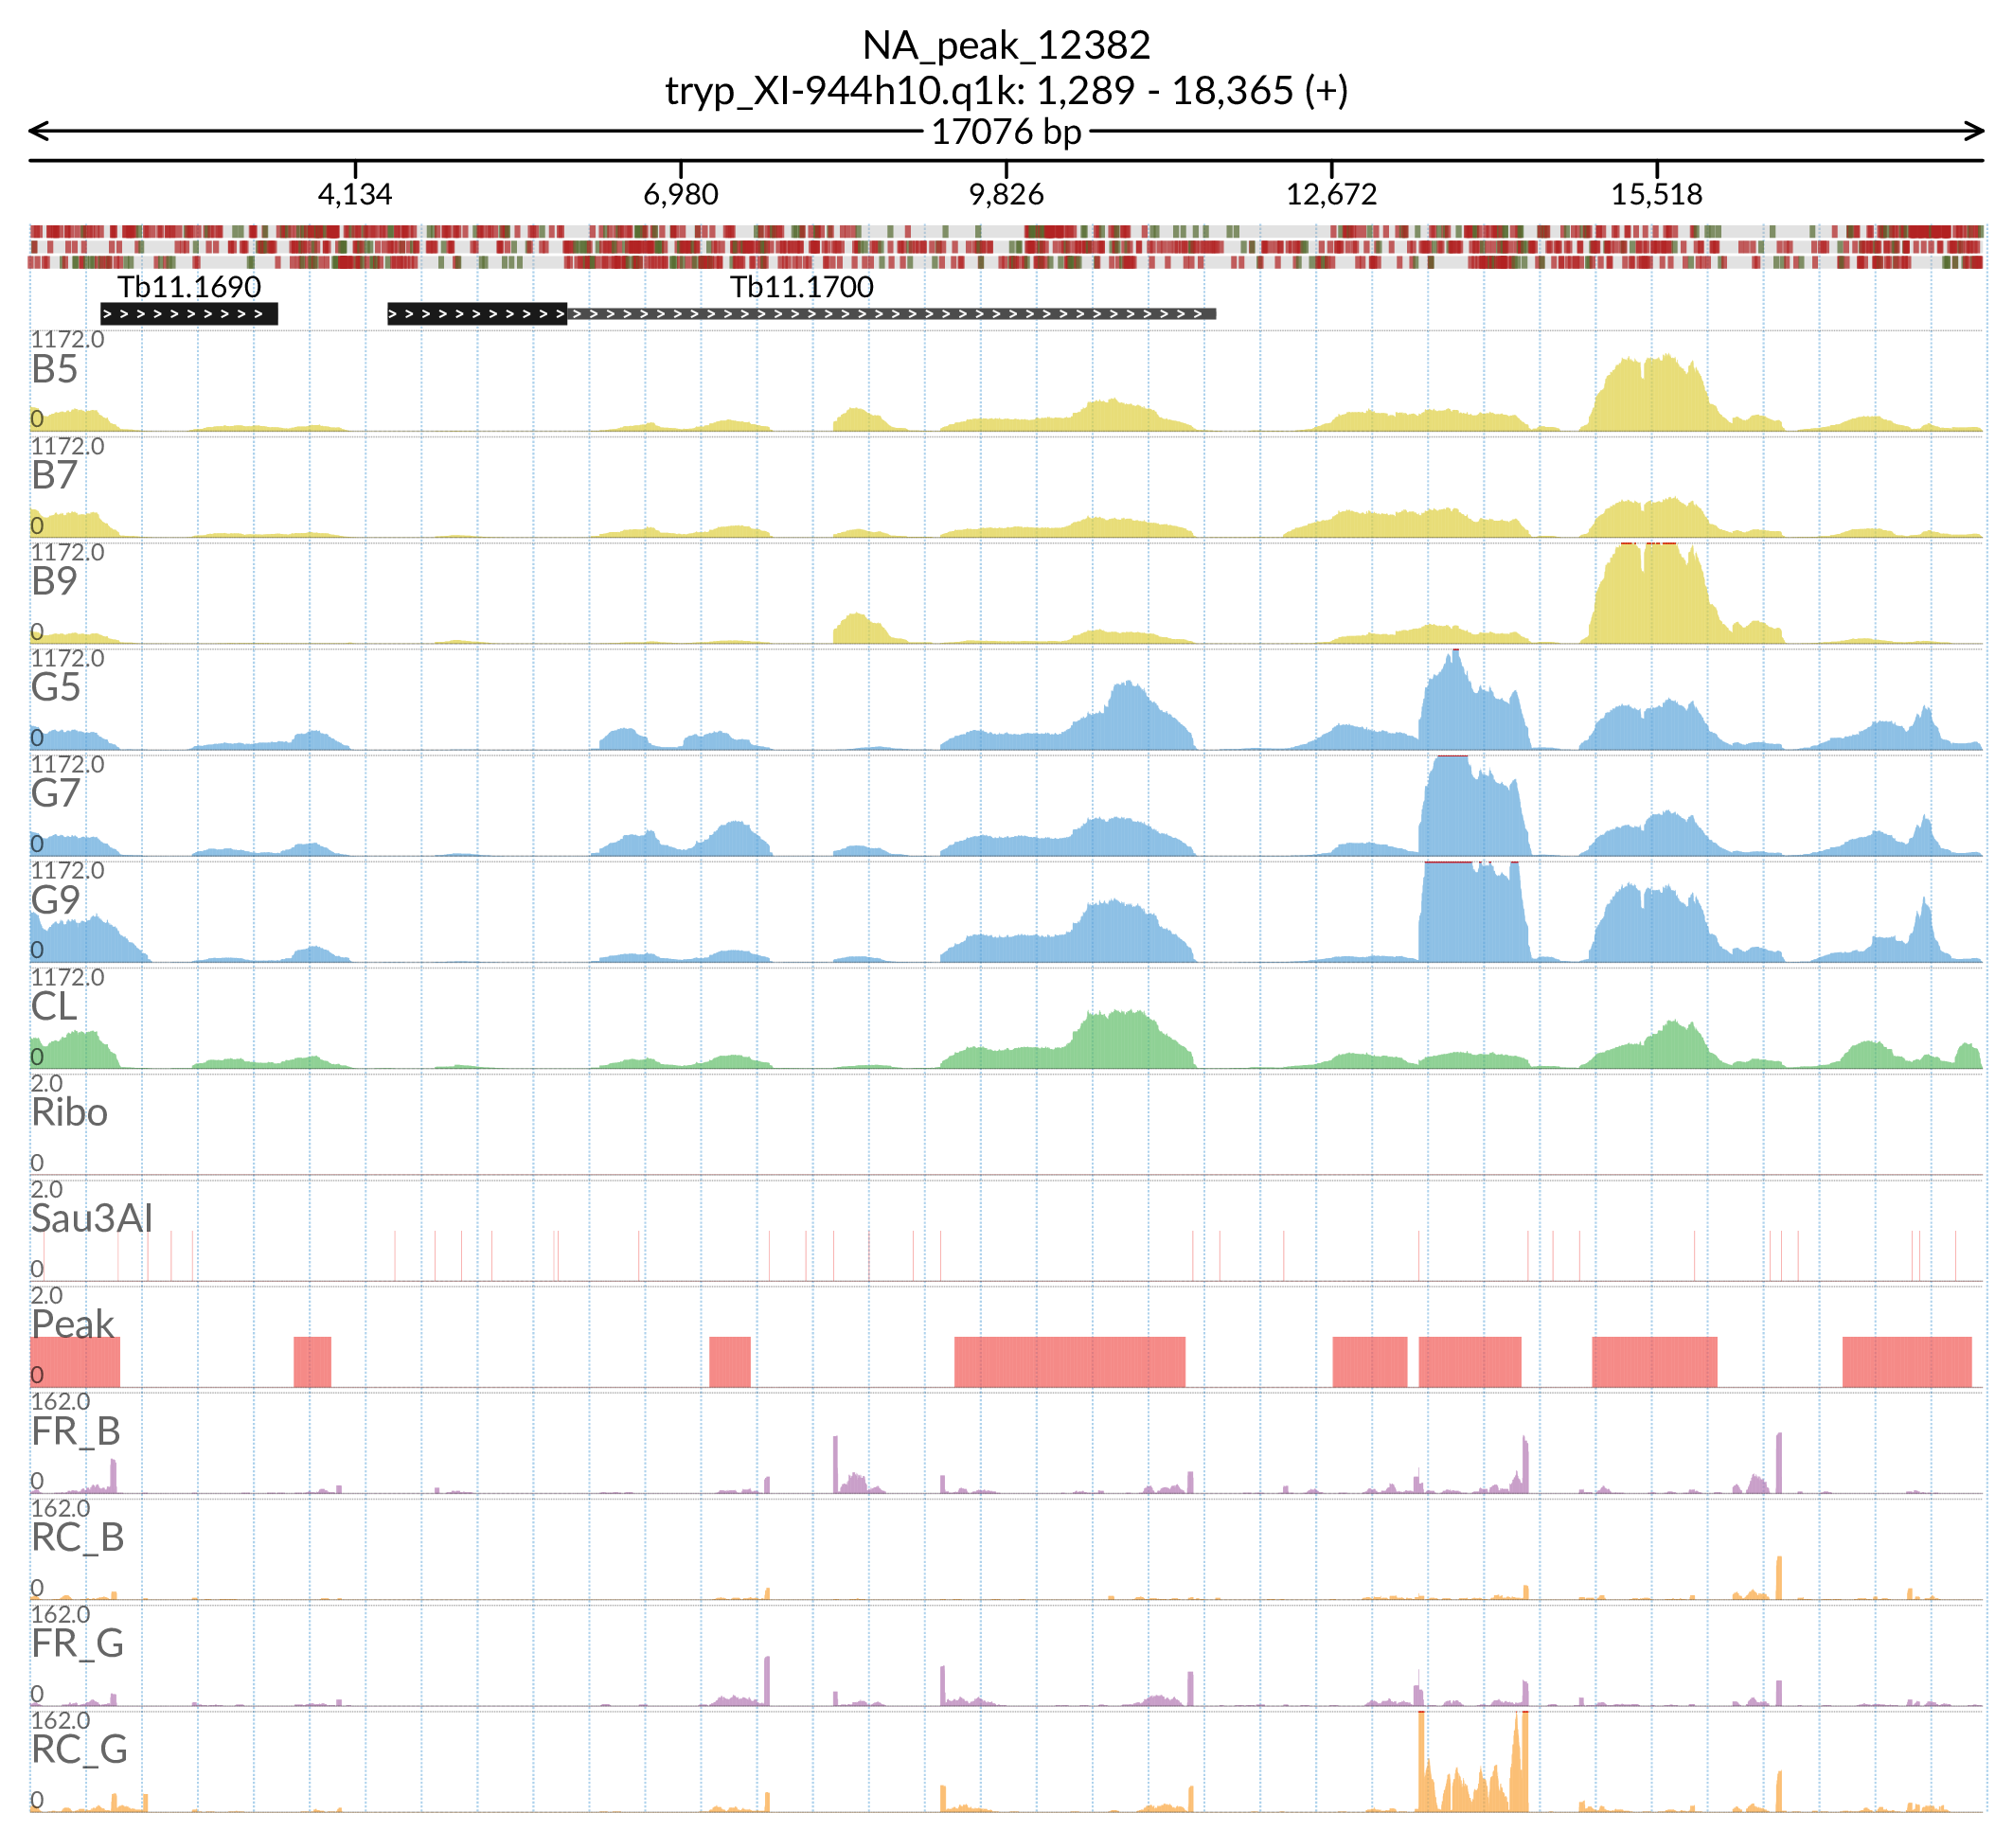 NA_peak_12382
tryp_XI-944h10.q1k: 1,289 - 18,365 (+)
17076 bp
4,134 6,980 9,826 12,672 15,518
Tb11.1690 Tb11.1700
1172.0
B5
0
1172.0
B7
0
1172.0
B9
0
1172.0
G5
0
1172.0
G7
0
1172.0
G9
0
1172.0
CL
0
2.0
Ribo
0
2.0
Sau3AI
0
2.0
Peak
0
162.0
FR_B
0
162.0
RC_B
0
162.0
FR_G
0
162.0
RC_G
0